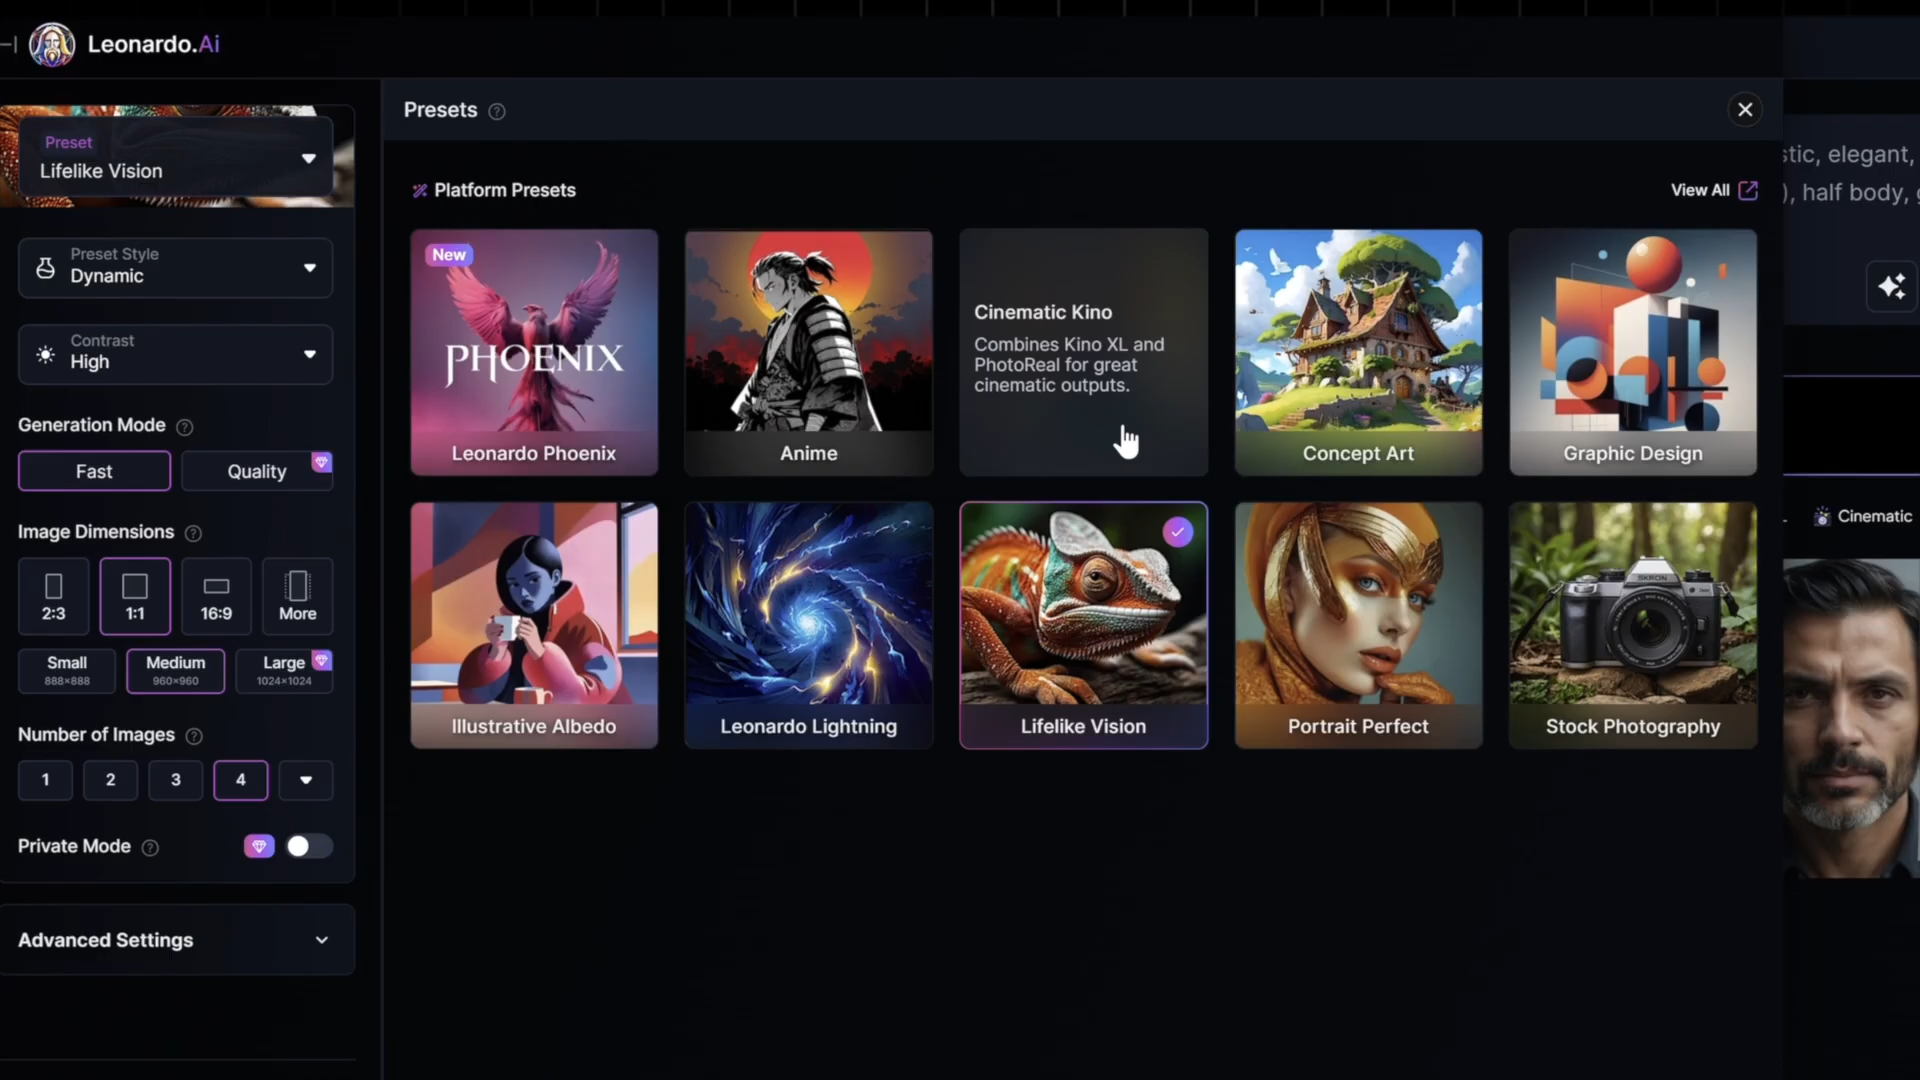 Leonardo.Ai
Preset
Lifelike Vision
Preset Style
Dynamic
Contrast
High
Generation Mode
Fast
Quality
Image Dimensions
2:3
1:1
16:9
More
Small
888×888
Medium
960×960
Large
1024×1024
Number of Images
1
2
3
4
Private Mode
Advanced Settings
Presets
Platform Presets
View All
New
PHOENIX
Leonardo Phoenix
Anime
Cinematic Kino
Combines Kino XL and
PhotoReal for great
cinematic outputs.
Concept Art
Graphic Design
Illustrative Albedo
Leonardo Lightning
Lifelike Vision
Portrait Perfect
SKRON
Stock Photography
elegant,
), half body,
Cinematic